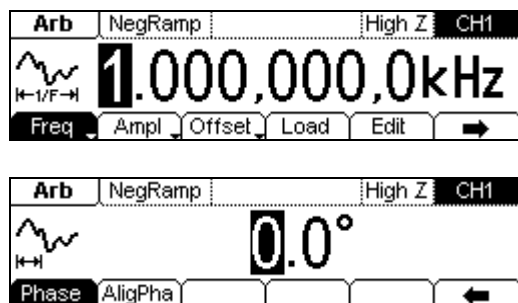 Arb NegRamp High Z CH1
1.000,000,0kHz
1/F
Freq Ampl Offset Load Edit
Arb NegRamp High Z CH1
0.0°
Phase AligPha